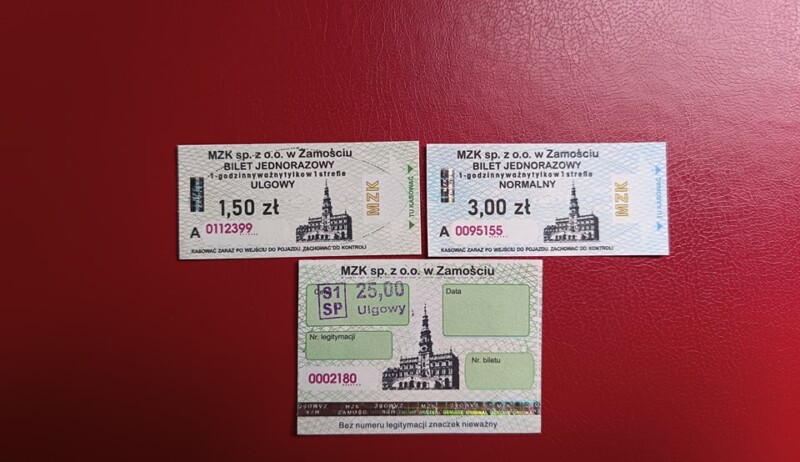 MZK sp. z o.o. w Zamościu
BILET JEDNORAZOWY
1-godzinny ważny tylko w 1 strefie
ULGOWY
1,50 zł
MZK
TU KASOWAĆ
A 0112399
KASOWAĆ ZARAZ PO WEJŚCIU DO POJAZDU. ZACHOWAĆ DO KONTROLI
MZK sp. z o.o. w Zamościu
BILET JEDNORAZOWY
1-godzinny ważny tylko w 1 strefie
NORMALNY
3,00 zł
MZK
TU KASOWAĆ
A 0095155
KASOWAĆ ZARAZ PO WEJŚCIU DO POJAZDU. ZACHOWAĆ DO KONTROLI
MZK sp. z o.o. w Zamościu
S1 25,00
SP Ulgowy
Data
Nr. legitymacji
Nr. biletu
0002180
MZK
ZAMOŚĆ
Bez numeru legitymacji znaczek nieważny